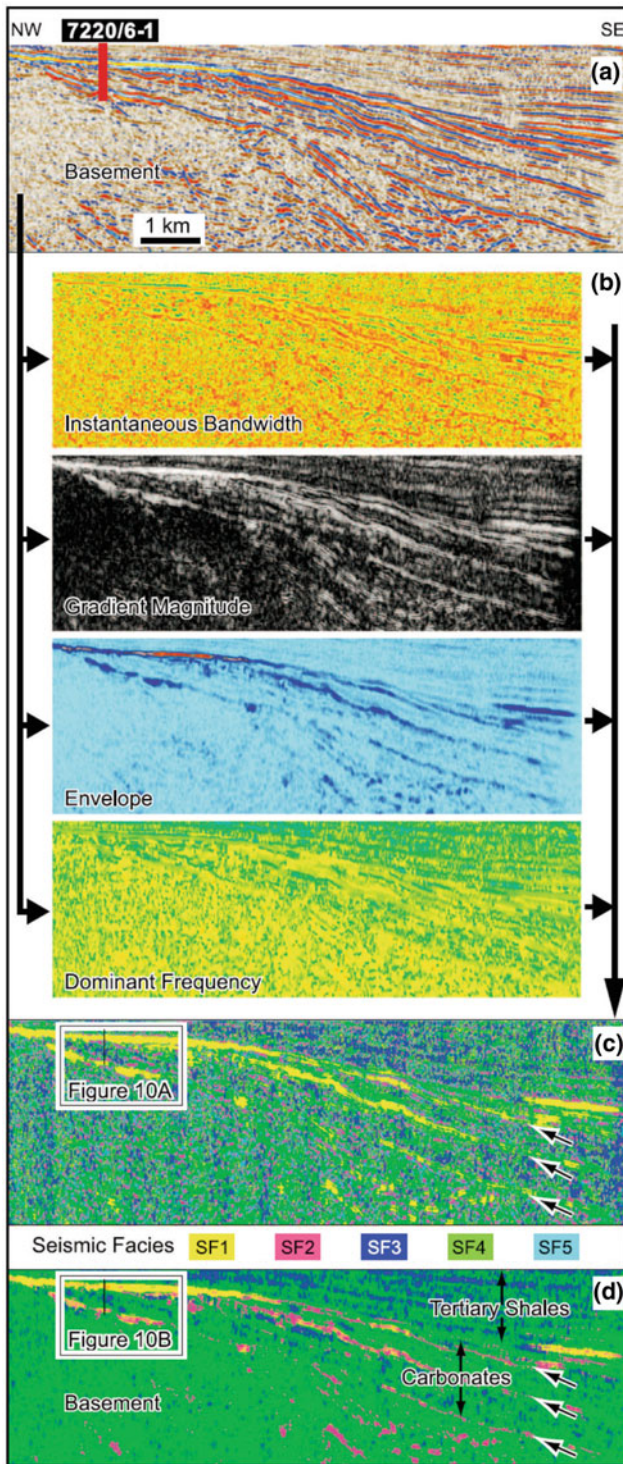 NW 7220/6-1 SE
(a)
Basement
1 km
(b)
Instantaneous Bandwidth
Gradient Magnitude
Envelope
Dominant Frequency
(c)
Figure 10A
Seismic Facies SF1 SF2 SF3 SF4 SF5
(d)
Tertiary Shales
Figure 10B
Carbonates
Basement